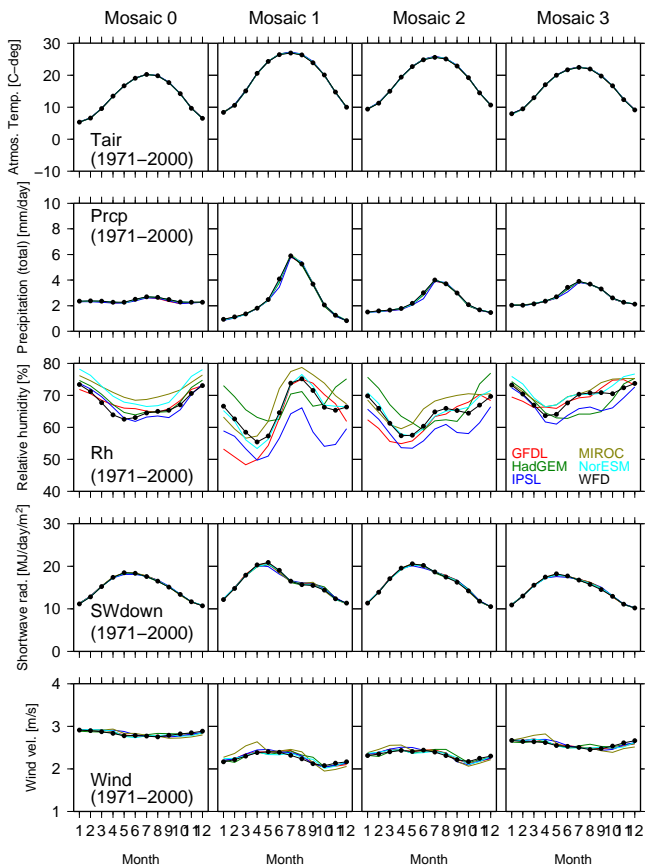 Mosaic 0 Mosaic 1 Mosaic 2 Mosaic 3
Atmos. Temp. [C−deg]
30
20
10
0
−10
Tair
(1971−2000)
Precipitation (total) [mm/day]
10
8
6
4
2
0
Prcp
(1971−2000)
Relative humidity [%]
80
70
60
50
40
Rh
(1971−2000)
GFDL MIROC
HadGEM NorESM
IPSL WFD
Shortwave rad. [MJ/day/m²]
30
20
10
0
SWdown
(1971−2000)
Wind vel. [m/s]
4
3
2
1
Wind
(1971−2000)
1 2 3 4 5 6 7 8 9 10 11 12 1 2 3 4 5 6 7 8 9 10 11 12 1 2 3 4 5 6 7 8 9 10 11 12 1 2 3 4 5 6 7 8 9 10 11 12
Month Month Month Month